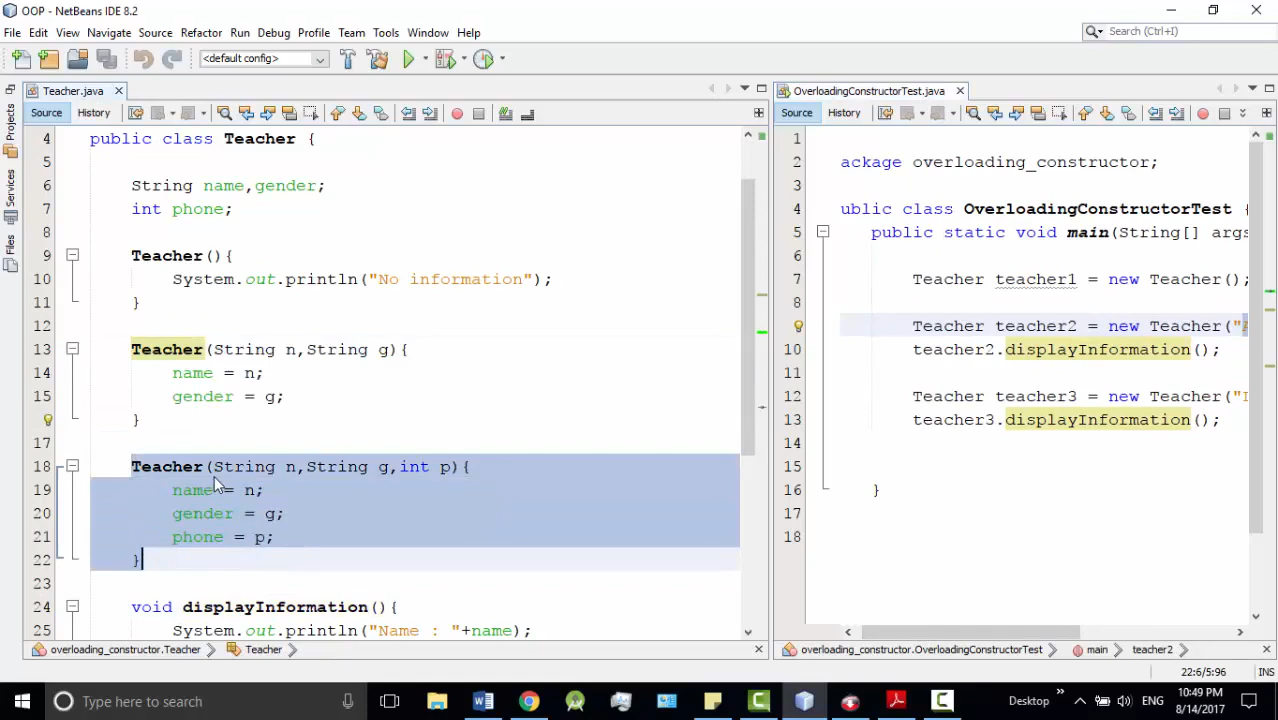 OOP - NetBeans IDE 8.2
File Edit View Navigate Source Refactor Run Debug Profile Team Tools Window Help
Search (Ctrl+I)
<default config>
Projects
Services
Files
Teacher.java
Source History
4 public class Teacher {
5
6 String name,gender;
7 int phone;
8
9 Teacher(){
10 System.out.println("No information");
11 }
12
13 Teacher(String n,String g){
14 name = n;
15 gender = g;
}
17
18 Teacher(String n,String g,int p){
19 name = n;
20 gender = g;
21 phone = p;
22 }
23
24 void displayInformation(){
25 System.out.println("Name : "+name);
overloading_constructor.Teacher Teacher
OverloadingConstructorTest.java
Source History
1
2 ackage overloading_constructor;
3
4 ublic class OverloadingConstructorTest {
5 public static void main(String[] args
6
7 Teacher teacher1 = new Teacher();
8
Teacher teacher2 = new Teacher("
10 teacher2.displayInformation();
11
12 Teacher teacher3 = new Teacher("
13 teacher3.displayInformation();
14
15
16 }
17
18
overloading_constructor.OverloadingConstructorTest main teacher2
22:6/5:96 INS
Type here to search
Desktop
ENG
10:49 PM
8/14/2017